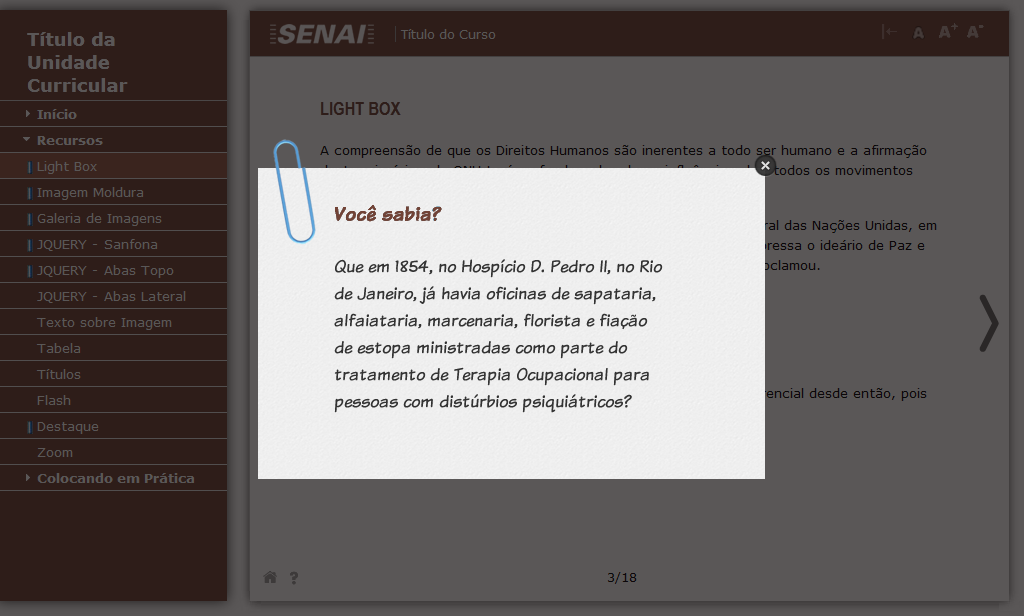 Título da
Unidade
Curricular
Início
Recursos
Light Box
Imagem Moldura
Galeria de Imagens
JQUERY - Sanfona
JQUERY - Abas Topo
JQUERY - Abas Lateral
Texto sobre Imagem
Tabela
Títulos
Flash
Destaque
Zoom
Colocando em Prática
SENAI
Título do Curso
A A+ A-
LIGHT BOX
A compreensão de que os Direitos Humanos são inerentes a todo ser humano e a afirmação
todos os movimentos
ral das Nações Unidas, em
pressa o ideário de Paz e
oclamou.
rencial desde então, pois
Você sabia?
Que em 1854, no Hospício D. Pedro II, no Rio
de Janeiro, já havia oficinas de sapataria,
alfaiataria, marcenaria, florista e fiação
de estopa ministradas como parte do
tratamento de Terapia Ocupacional para
pessoas com distúrbios psiquiátricos?
?
3/18